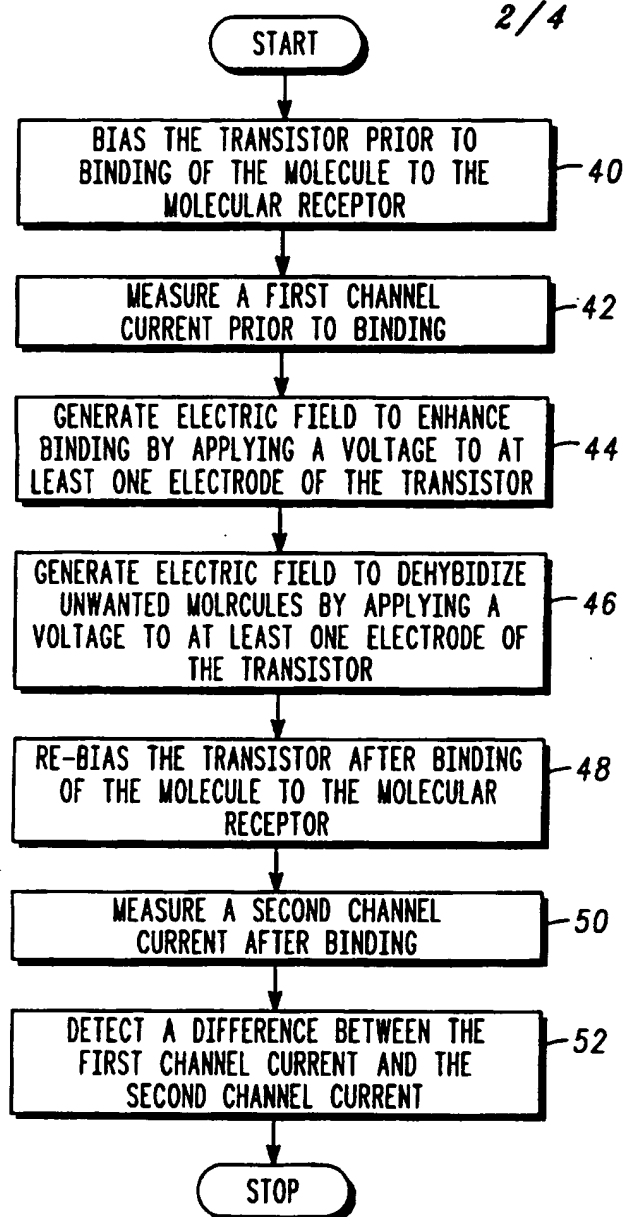 2/4
START
BIAS THE TRANSISTOR PRIOR TO
BINDING OF THE MOLECULE TO THE
MOLECULAR RECEPTOR
40
MEASURE A FIRST CHANNEL
CURRENT PRIOR TO BINDING
42
GENERATE ELECTRIC FIELD TO ENHANCE
BINDING BY APPLYING A VOLTAGE TO AT
LEAST ONE ELECTRODE OF THE TRANSISTOR
44
GENERATE ELECTRIC FIELD TO DEHYBIDIZE
UNWANTED MOLRCULES BY APPLYING A
VOLTAGE TO AT LEAST ONE ELECTRODE OF
THE TRANSISTOR
46
RE-BIAS THE TRANSISTOR AFTER BINDING
OF THE MOLECULE TO THE MOLECULAR
RECEPTOR
48
MEASURE A SECOND CHANNEL
CURRENT AFTER BINDING
50
DETECT A DIFFERENCE BETWEEN THE
FIRST CHANNEL CURRENT AND THE
SECOND CHANNEL CURRENT
52
STOP